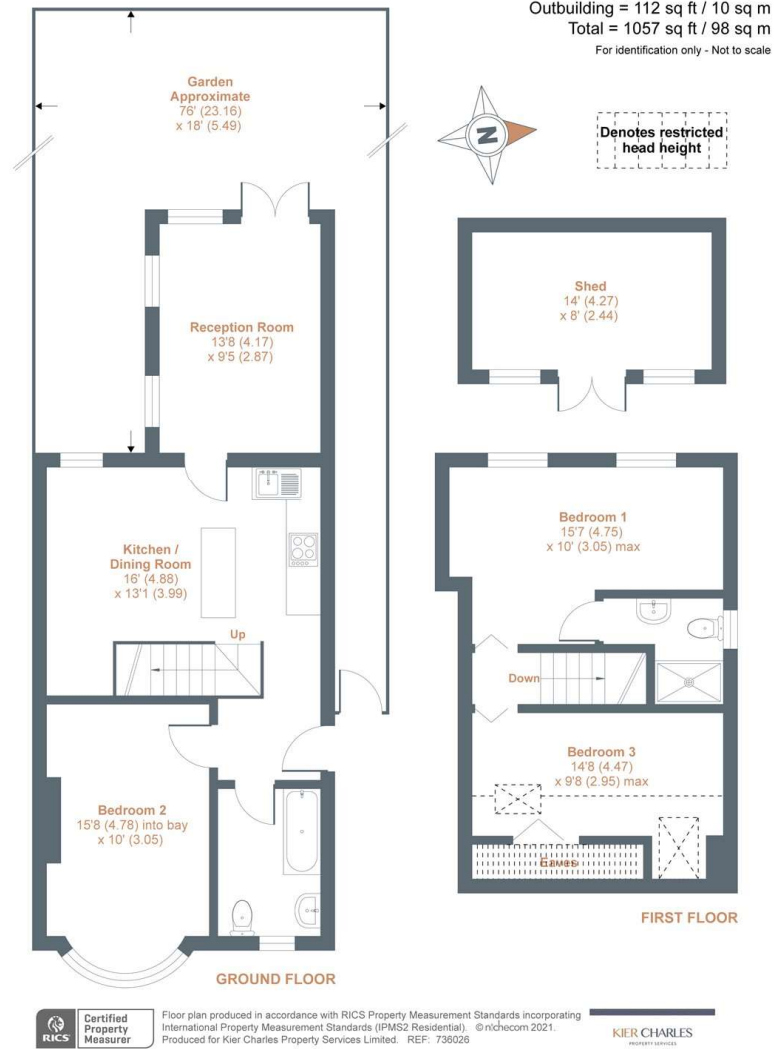 Outbuilding = 112 sq ft / 10 sq m
Total = 1057 sq ft / 98 sq m
For identification only - Not to scale
Garden
Approximate
76' (23.16)
x 18' (5.49)
N
Denotes restricted
head height
Reception Room
13'8 (4.17)
x 9'5 (2.87)
Shed
14' (4.27)
x 8' (2.44)
Kitchen /
Dining Room
16' (4.88)
x 13'1 (3.99)
Up
Bedroom 1
15'7 (4.75)
x 10' (3.05) max
Down
Bedroom 3
14'8 (4.47)
x 9'8 (2.95) max
Eaves
Bedroom 2
15'8 (4.78) into bay
x 10' (3.05)
FIRST FLOOR
GROUND FLOOR
RICS
Certified
Property
Measurer
Floor plan produced in accordance with RICS Property Measurement Standards incorporating
International Property Measurement Standards (IPMS2 Residential). © n\checom 2021.
Produced for Kier Charles Property Services Limited. REF: 736026
KIER CHARLES
PROPERTY SERVICES